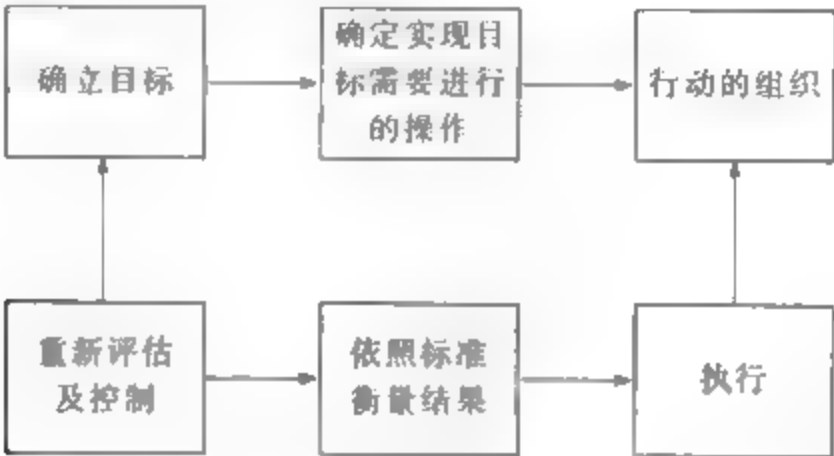 确立目标
确定实现目
标需要进行
的操作
行动的组织
重新评估
及控制
依照标准
衡量结果
执行